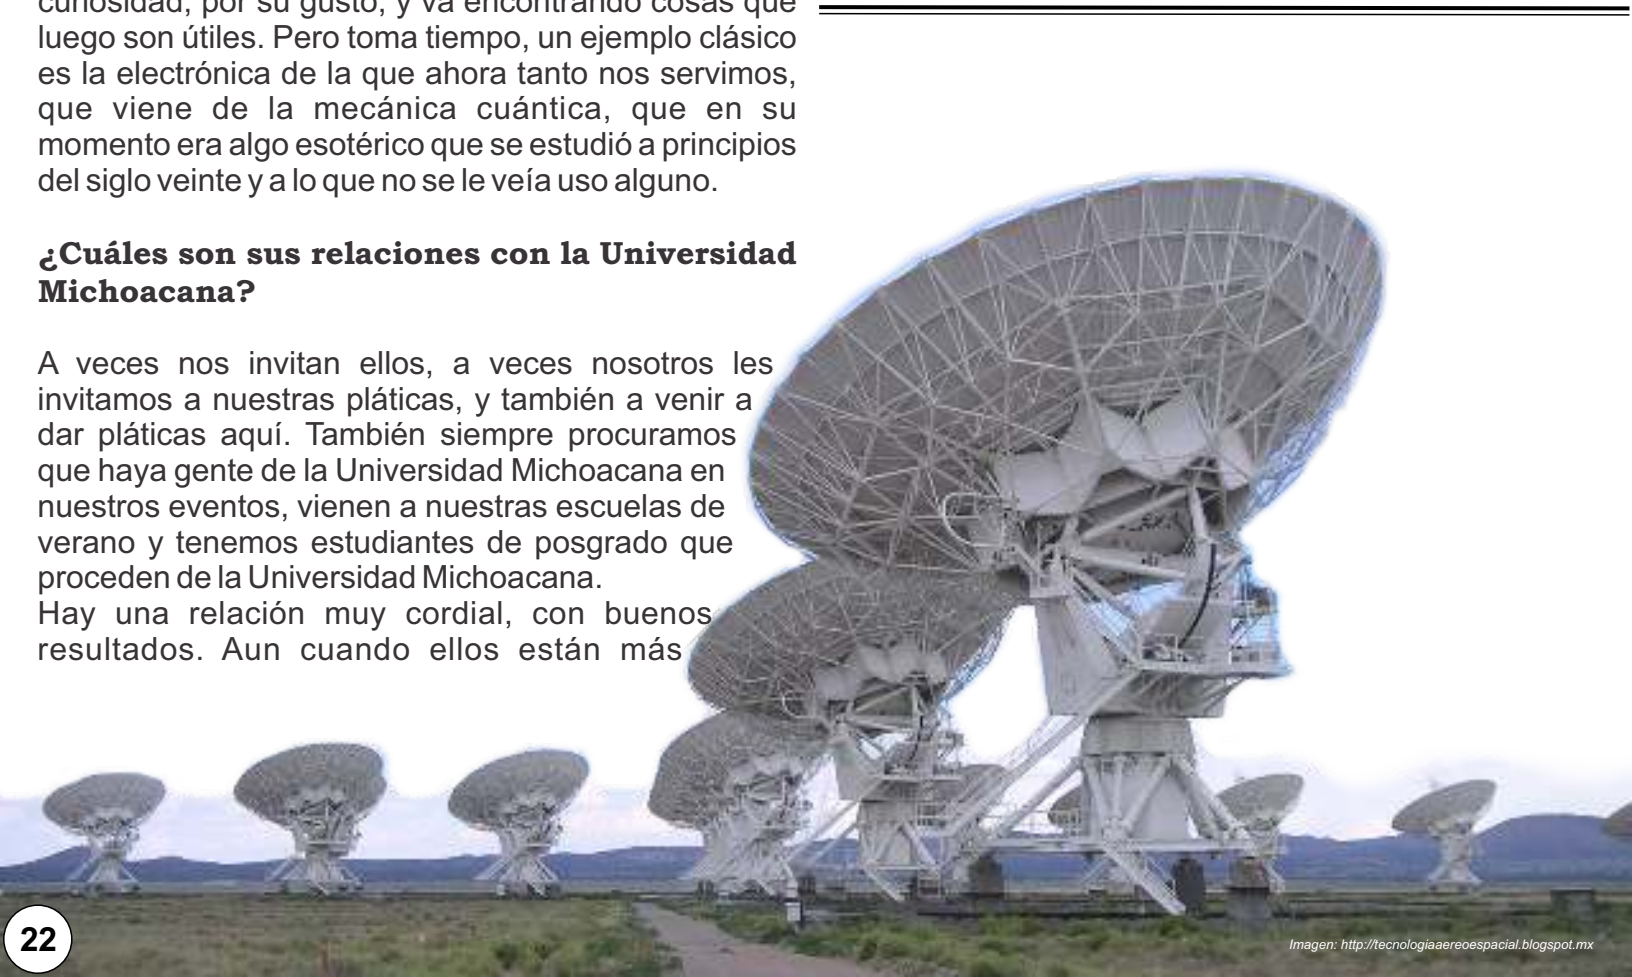 curiosidad, por su gusto, y va encontrando cosas que
luego son útiles. Pero toma tiempo, un ejemplo clásico
es la electrónica de la que ahora tanto nos servimos,
que viene de la mecánica cuántica, que en su
momento era algo esotérico que se estudió a principios
del siglo veinte y a lo que no se le veía uso alguno.
¿Cuáles son sus relaciones con la Universidad
Michoacana?
A veces nos invitan ellos, a veces nosotros les
invitamos a nuestras pláticas, y también a venir a
dar pláticas aquí. También siempre procuramos
que haya gente de la Universidad Michoacana en
nuestros eventos, vienen a nuestras escuelas de
verano y tenemos estudiantes de posgrado que
proceden de la Universidad Michoacana.
Hay una relación muy cordial, con buenos
resultados. Aun cuando ellos están más
22
Imagen: http://tecnologiaaereoespacial.blogspot.mx